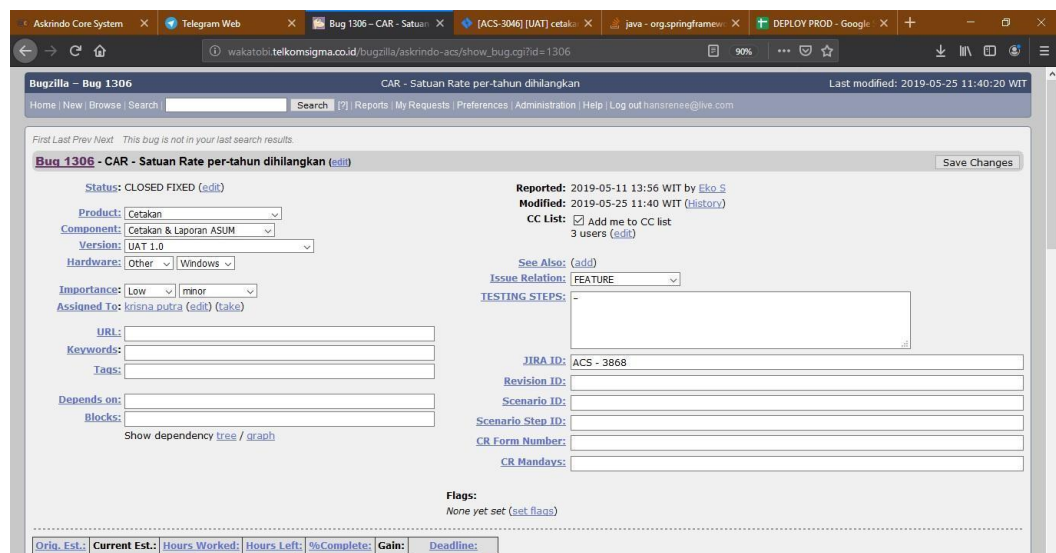 Askrindo Core System
Telegram Web
Bug 1306 – CAR - Satuan
[ACS-3046] [UAT] cetaka
java - org.springframew
DEPLOY PROD - Google S
wakatobi.telkomsigma.co.id/bugzilla/askrindo-acs/show_bug.cgi?id=1306
90%
Bugzilla – Bug 1306
CAR - Satuan Rate per-tahun dihilangkan
Last modified: 2019-05-25 11:40:20 WIT
Home | New | Browse | Search | Search [?] | Reports | My Requests | Preferences | Administration | Help | Log out hansrenee@live.com
First Last Prev Next This bug is not in your last search results.
Bug 1306 - CAR - Satuan Rate per-tahun dihilangkan (edit)
Save Changes
Status: CLOSED FIXED (edit)
Product: Cetakan
Component: Cetakan & Laporan ASUM
Version: UAT 1.0
Hardware: Other Windows
Importance: Low minor
Assigned To: krisna putra (edit) (take)
URL:
Keywords:
Tags:
Depends on:
Blocks:
Show dependency tree / graph
Reported: 2019-05-11 13:56 WIT by Eko S
Modified: 2019-05-25 11:40 WIT (History)
CC List: Add me to CC list
3 users (edit)
See Also: (add)
Issue Relation: FEATURE
TESTING STEPS: -
JIRA ID: ACS - 3868
Revision ID:
Scenario ID:
Scenario Step ID:
CR Form Number:
CR Mandays:
Flags:
None yet set (set flags)
Orig. Est.: Current Est.: Hours Worked: Hours Left: %Complete: Gain: Deadline: